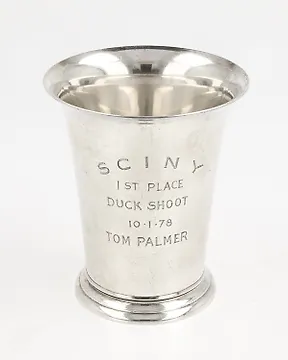 SCINY
1ST PLACE
DUCK SHOOT
10-1-78
TOM PALMER